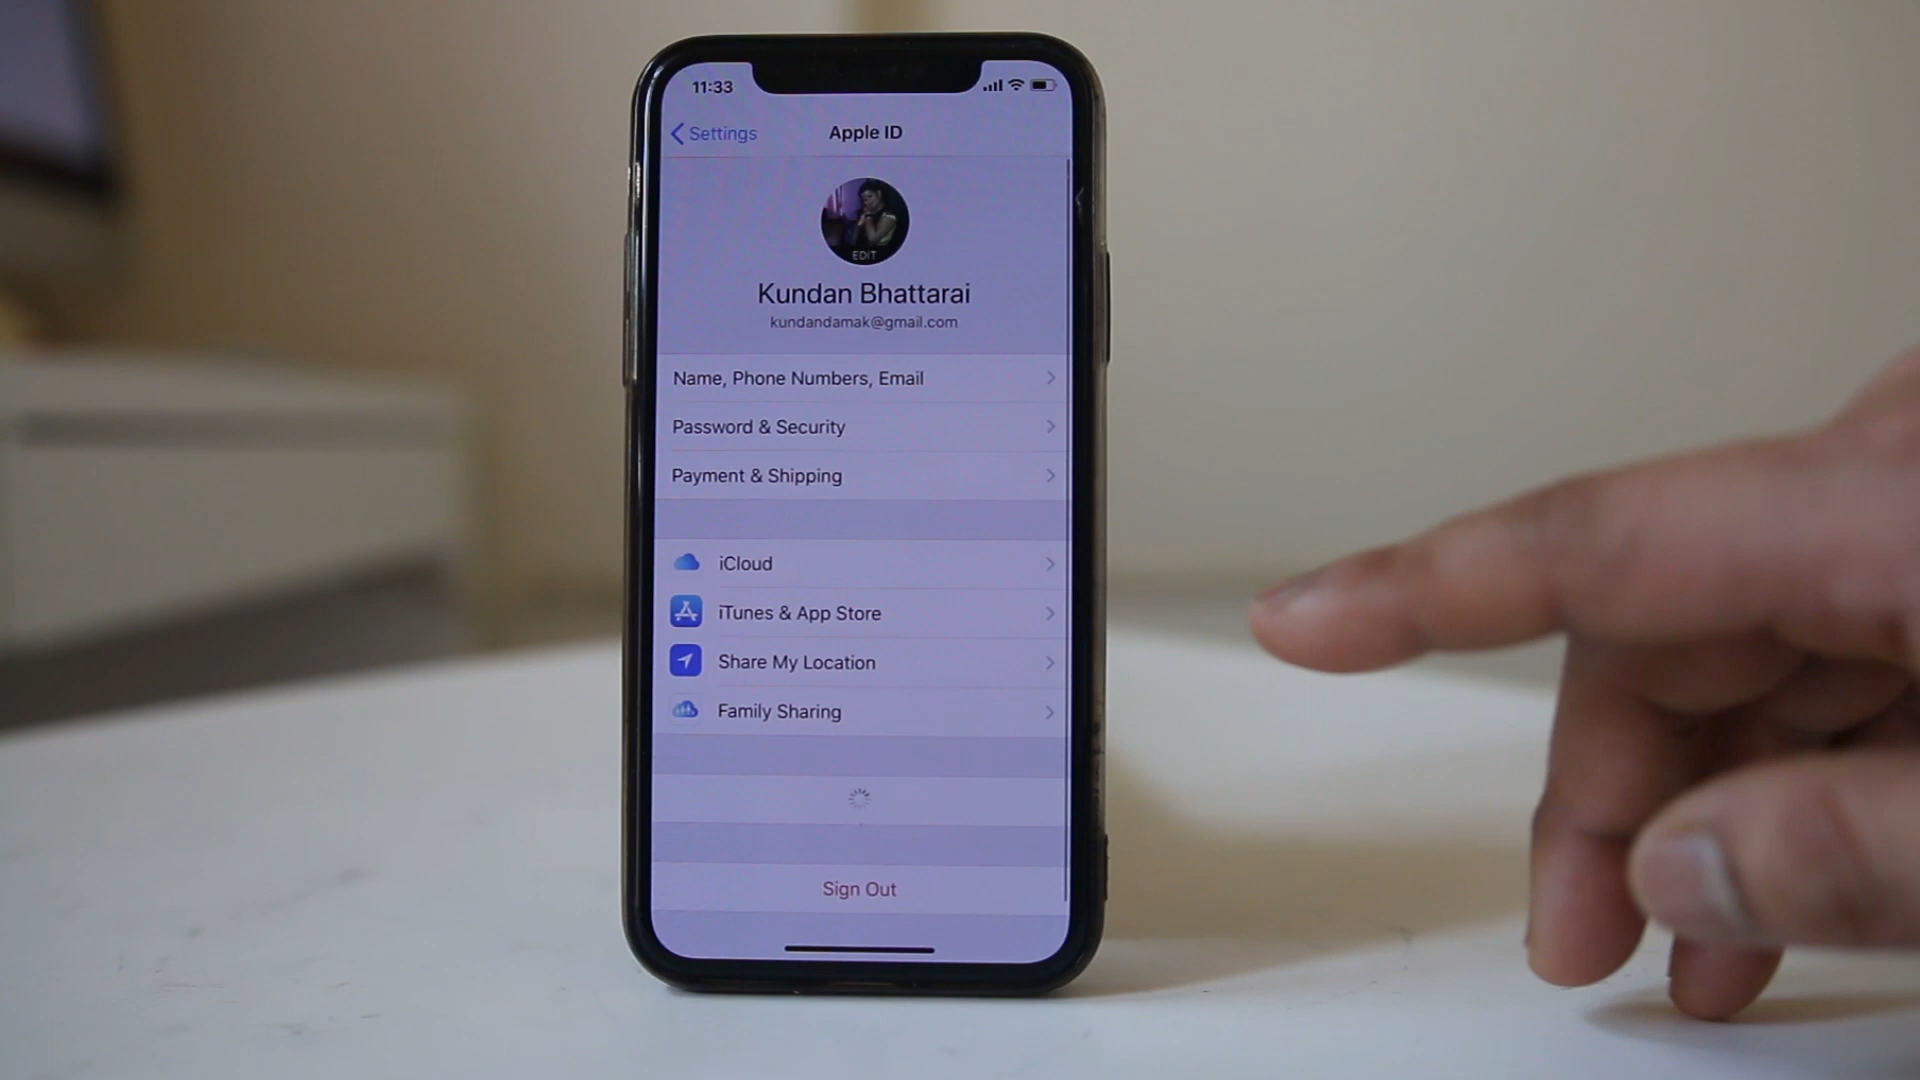 11:33
Settings
Apple ID
EDIT
Kundan Bhattarai
kundandamak@gmail.com
Name, Phone Numbers, Email
Password & Security
Payment & Shipping
iCloud
iTunes & App Store
Share My Location
Family Sharing
Sign Out